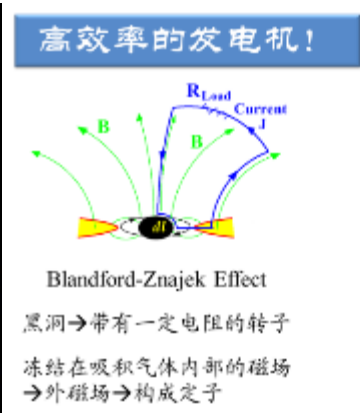 高效率的发电机！
R_Load
Current
J
B
B
dl
Blandford-Znajek Effect
黑洞→带有一定电阻的转子
冻结在吸积气体内部的磁场
→外磁场→构成定子